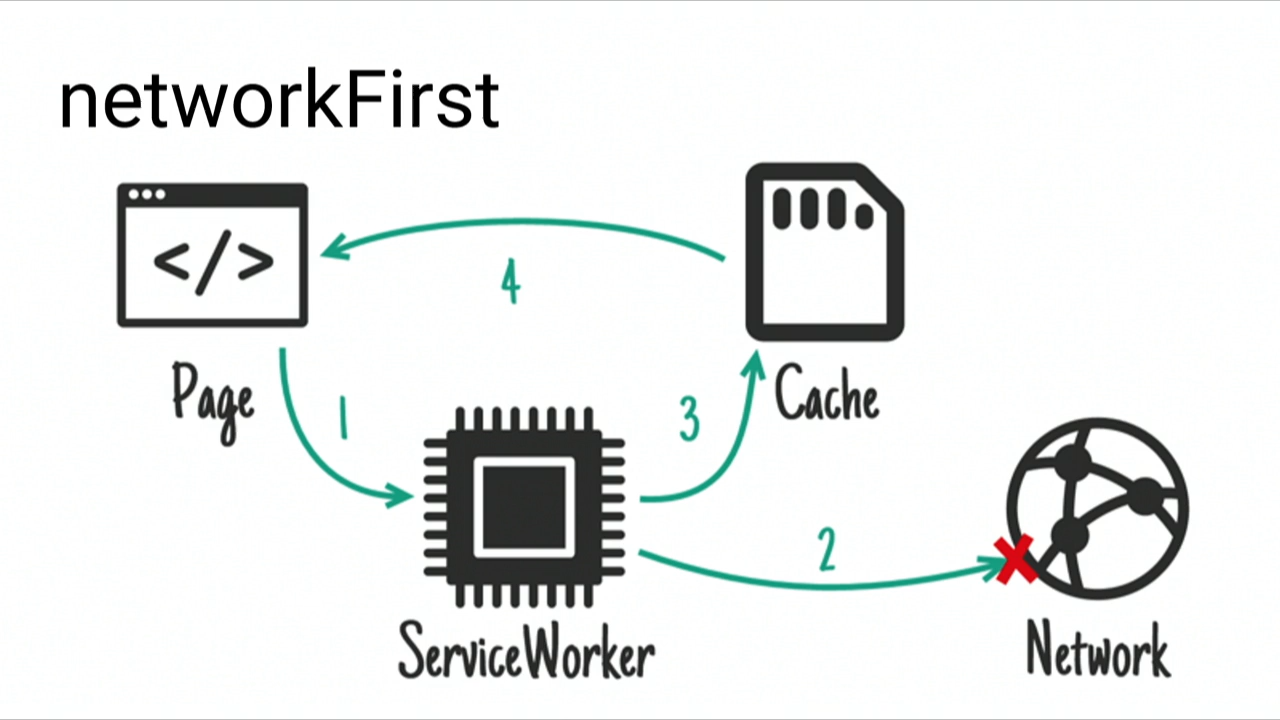 networkFirst
</>
4
Page
1
3
Cache
2
ServiceWorker
Network